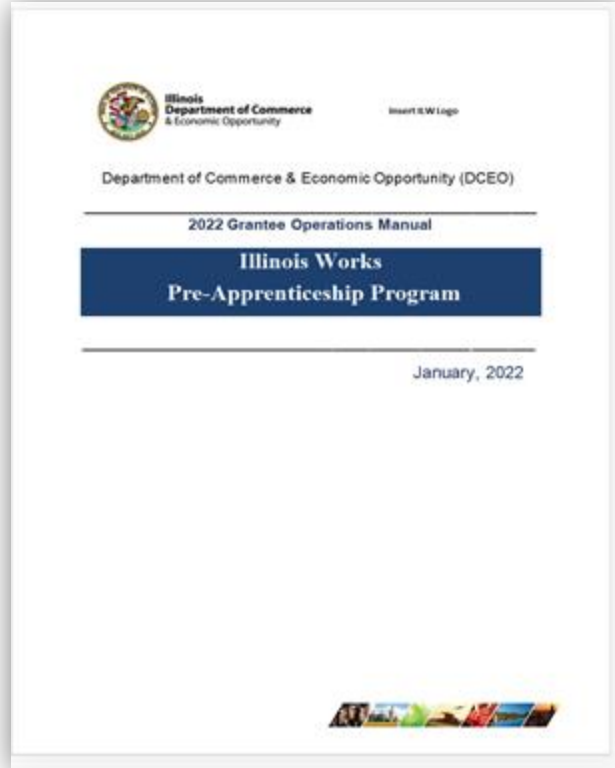 Illinois
Department of Commerce
& Economic Opportunity
Insert ILW Logo
Department of Commerce & Economic Opportunity (DCEO)
2022 Grantee Operations Manual
Illinois Works
Pre-Apprenticeship Program
January, 2022